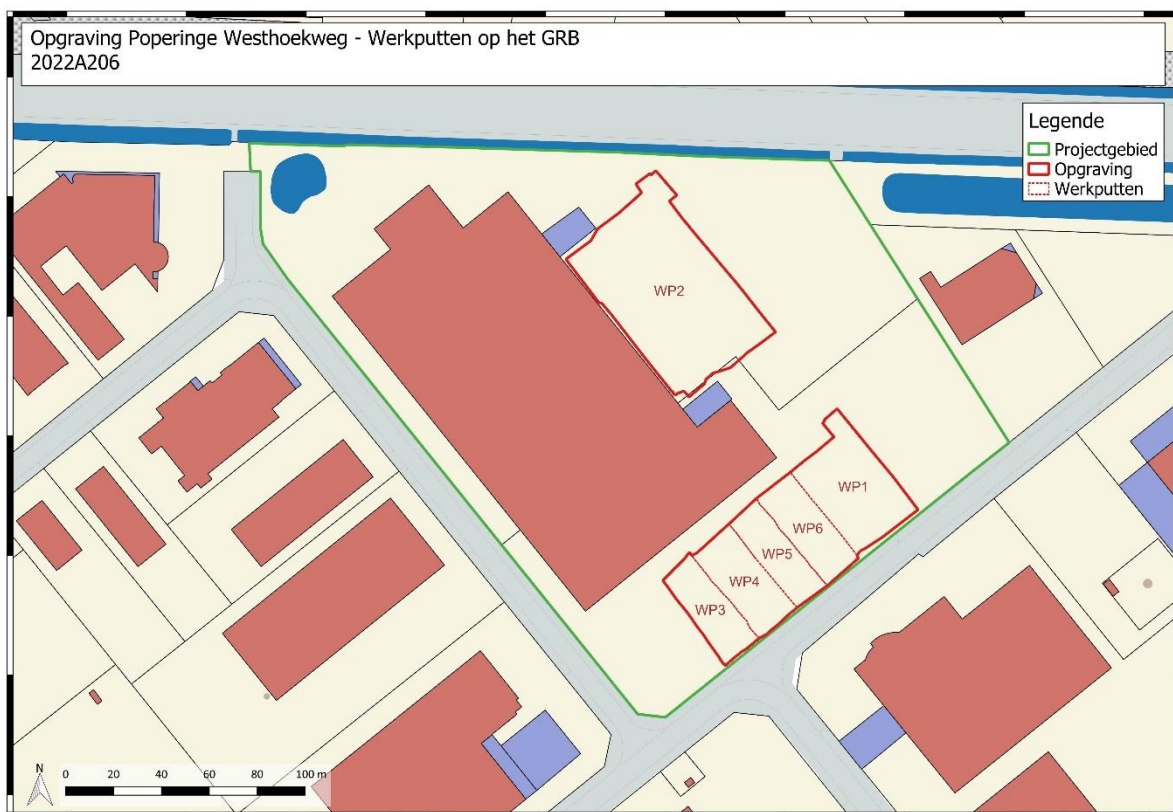 Opgraving Poperinge Westhoekweg - Werkputten op het GRB
2022A206
Legende
Projectgebied
Opgraving
Werkputten
WP2
WP1
WP6
WP5
WP4
WP3
N
0 20 40 60 80 100 m